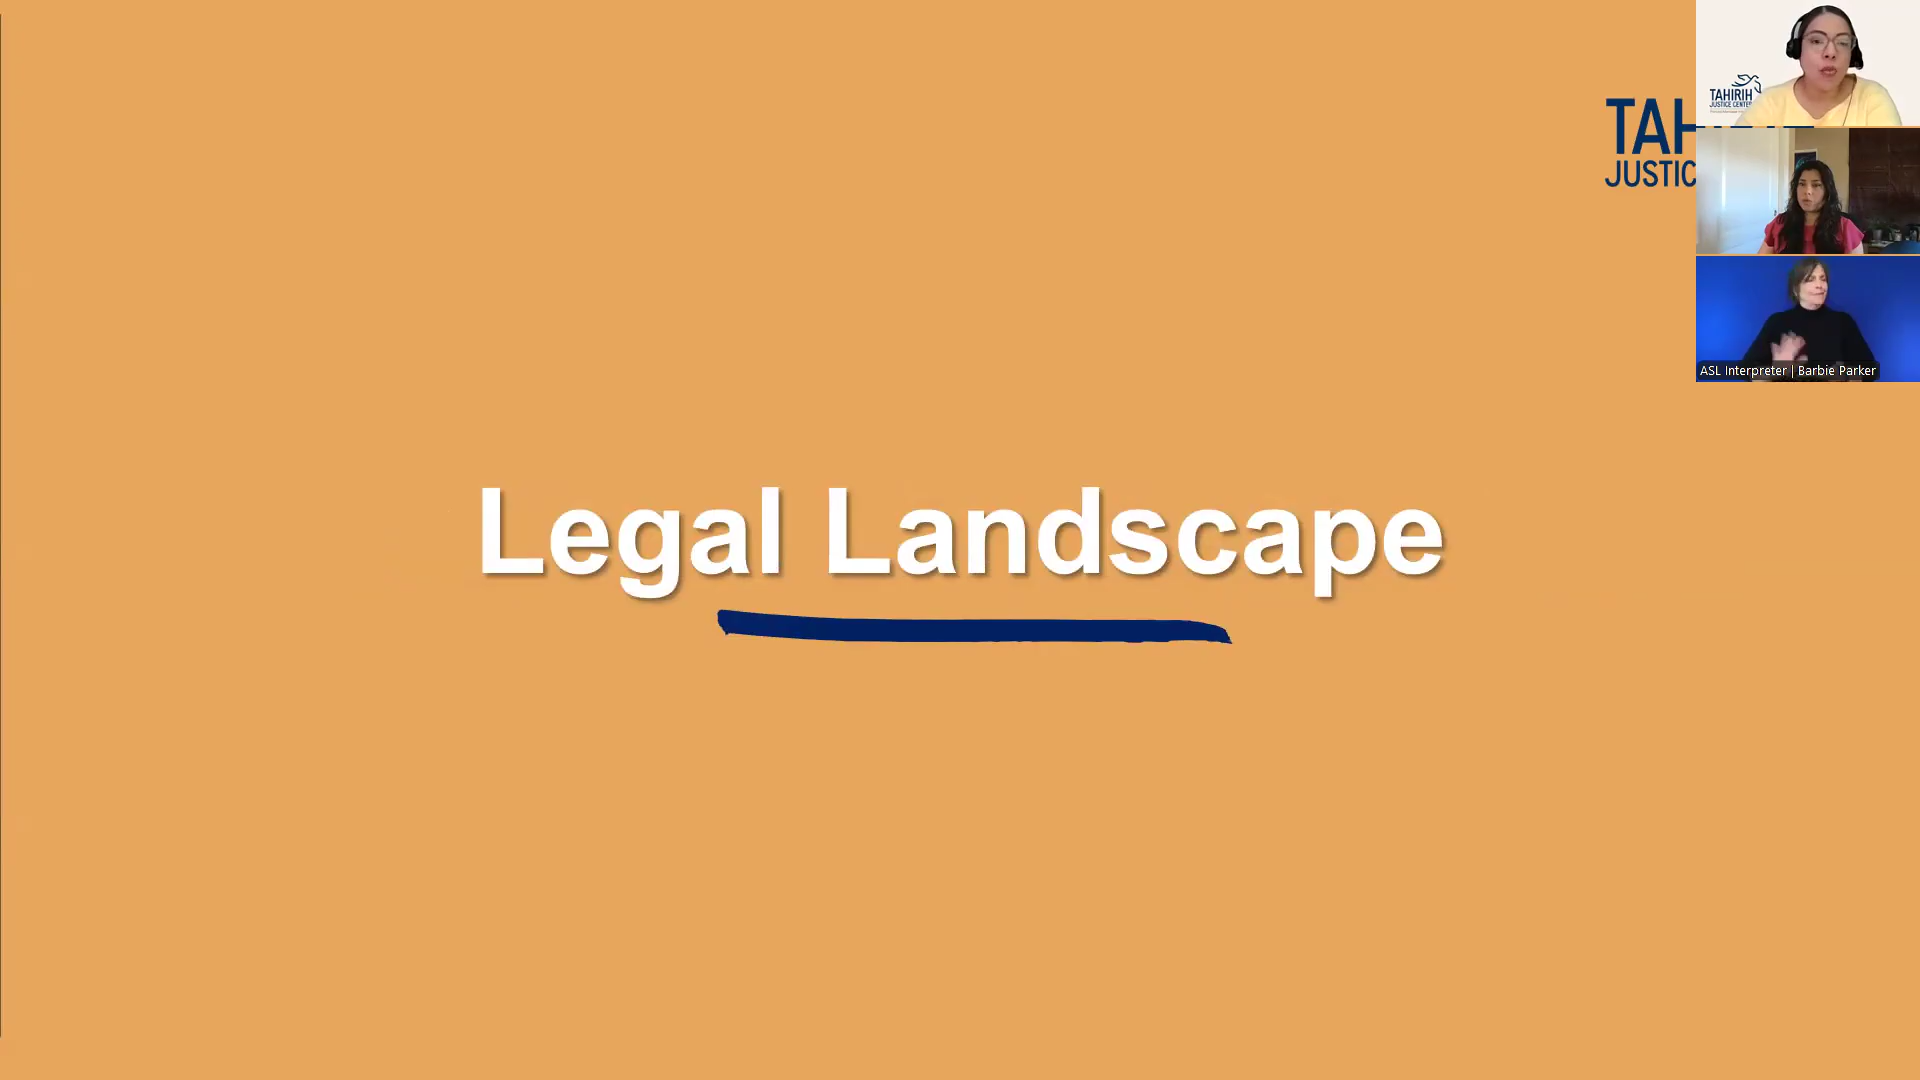 Legal Landscape
TAH
JUSTIC
TAHIRIH
JUSTICE CENTER
ASL Interpreter | Barbie Parker